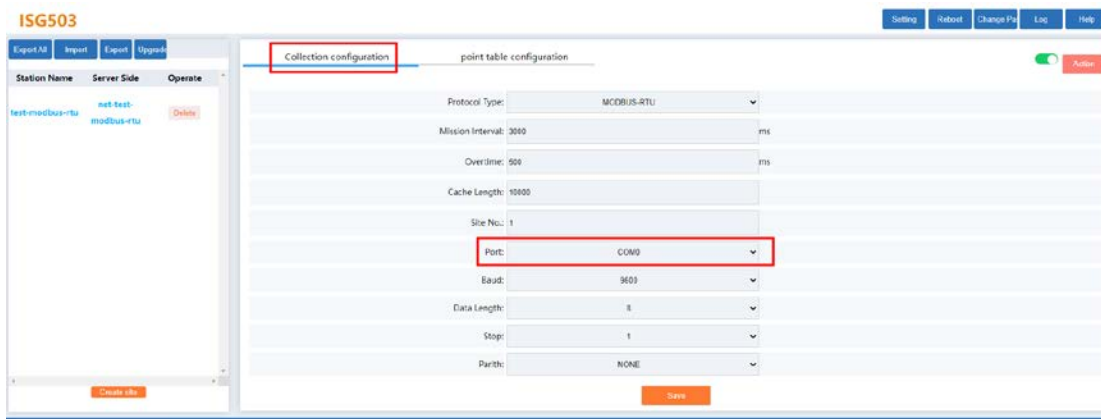 ISG503
Setting Reboot Change Pa Log Help
Export All Import Export Upgrade
Station Name Server Side Operate
test-modbus-rtu net-test-modbus-rtu Delete
Create site
Collection configuration point table configuration
Action
Protocol Type: MODBUS-RTU
Mission Interval: 3000 ms
Overtime: 500 ms
Cache Length: 10000
Site No.: 1
Port: COM0
Baud: 9600
Data Length: 8
Stop: 1
Parith: NONE
Save